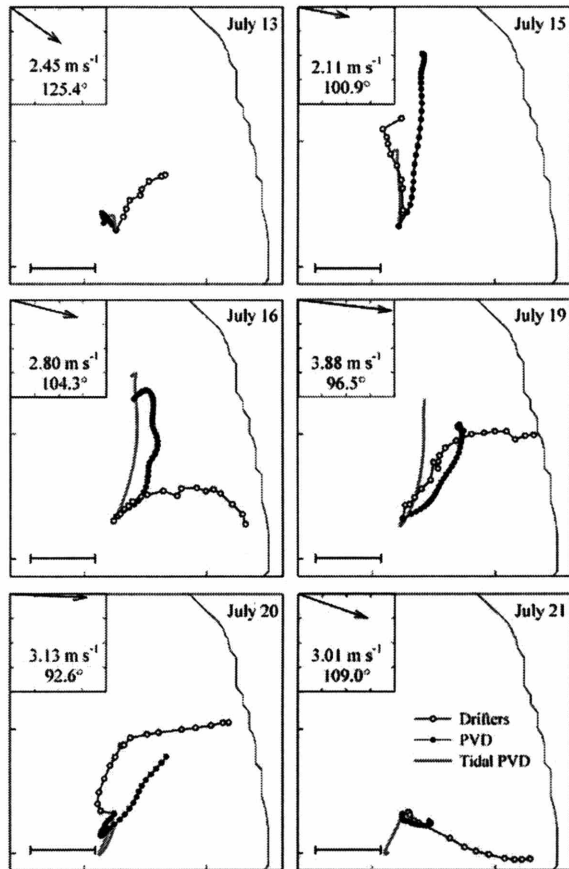 July 13
2.45 m s⁻¹
125.4°
July 15
2.11 m s⁻¹
100.9°
July 16
2.80 m s⁻¹
104.3°
July 19
3.88 m s⁻¹
96.5°
July 20
3.13 m s⁻¹
92.6°
July 21
3.01 m s⁻¹
109.0°
Drifters
PVD
Tidal PVD